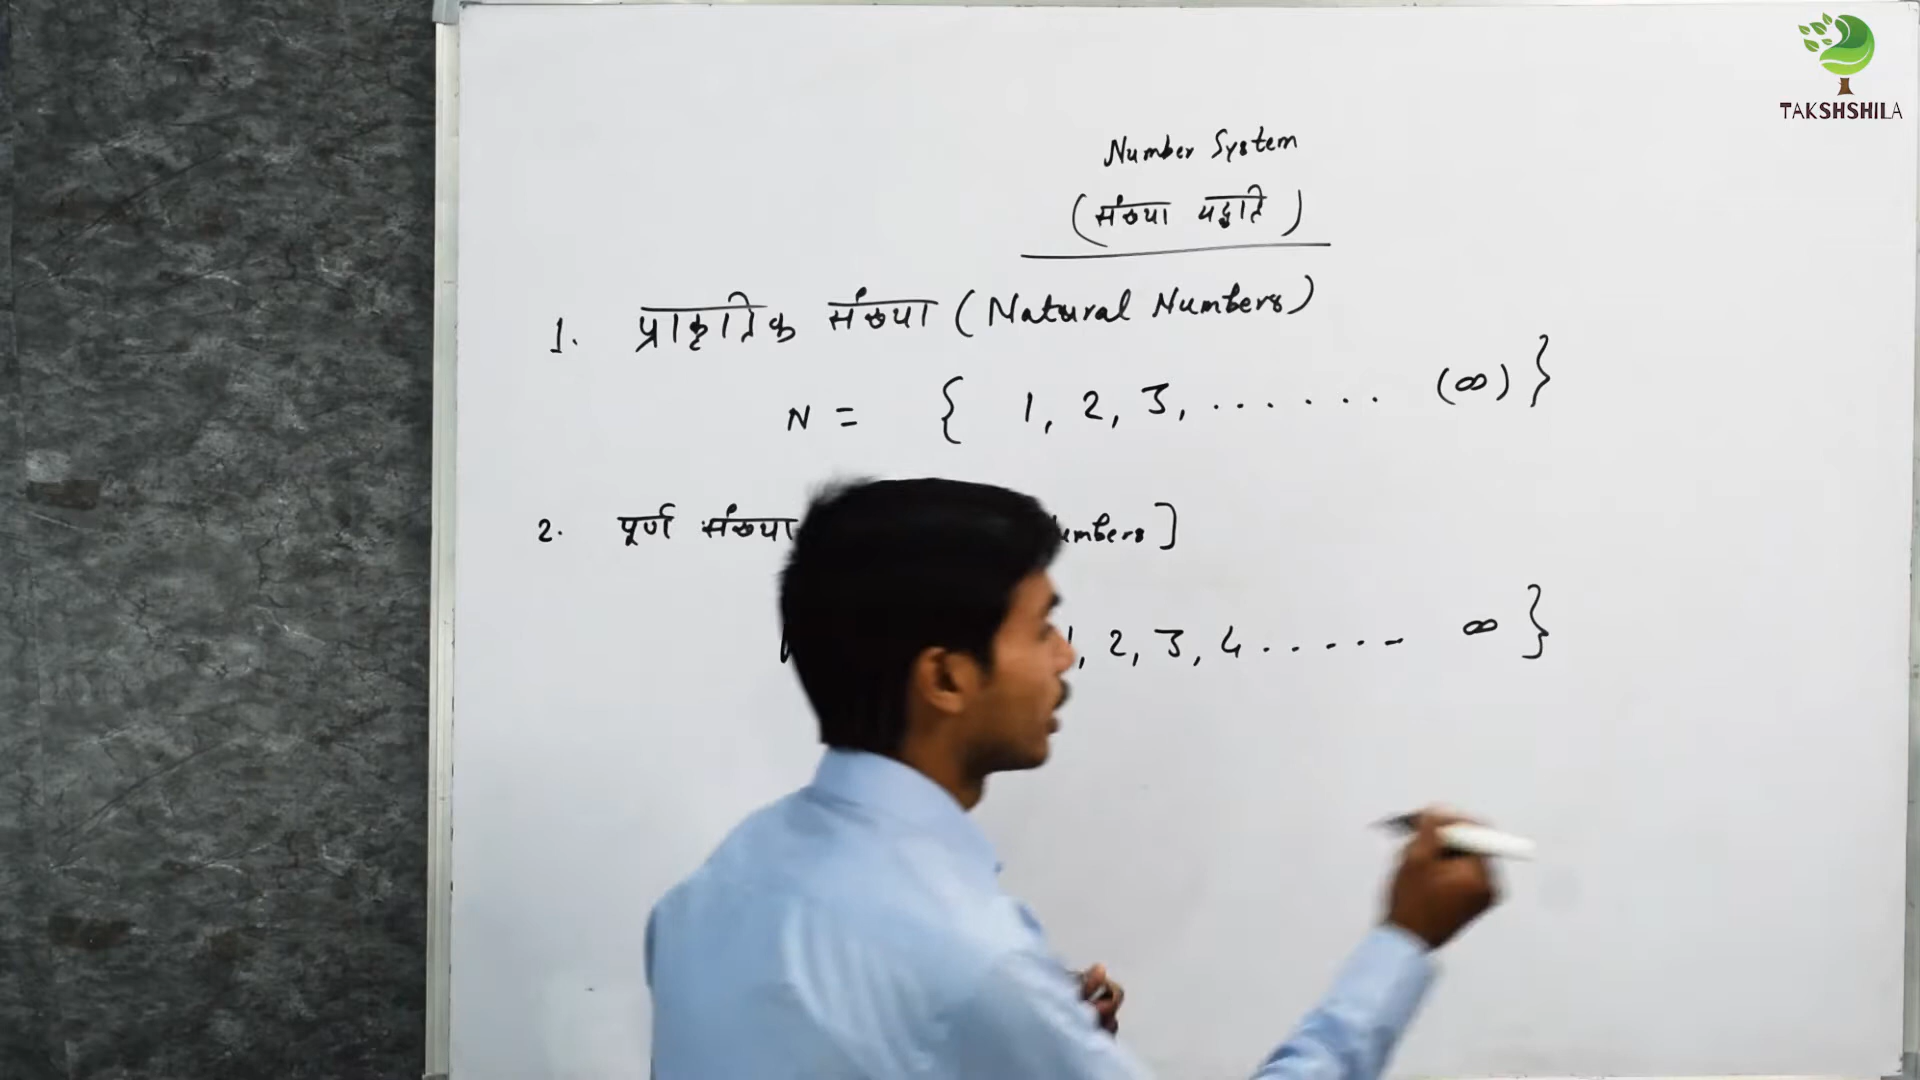 TAKSHSHILA
Number System
(संख्या पद्धति)
1. प्राकृतिक संख्या (Natural Numbers)
N = { 1, 2, 3, ....... (∞) }
2. पूर्ण संख्या umbers]
, 2, 3, 4 ...... ∞ }